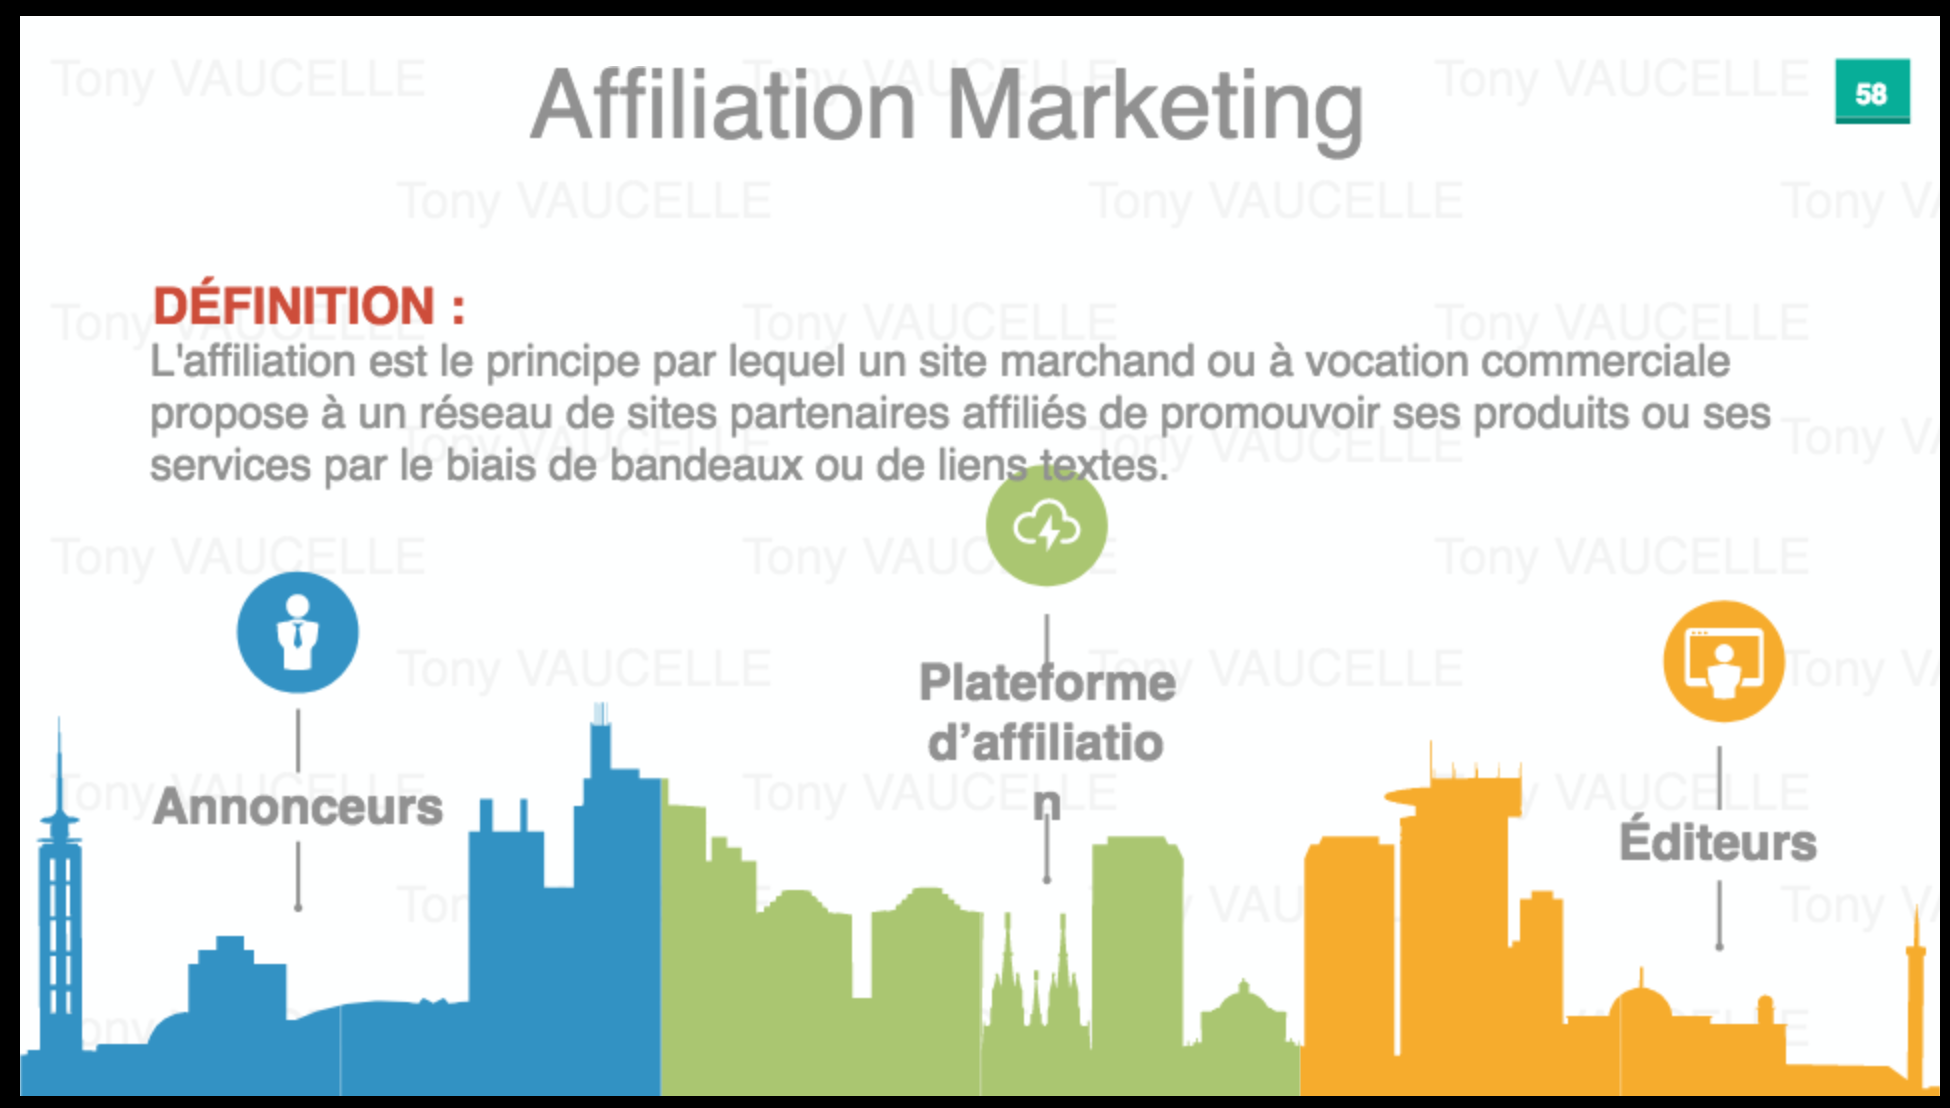 Affiliation Marketing
58
DÉFINITION :
L'affiliation est le principe par lequel un site marchand ou à vocation commerciale
propose à un réseau de sites partenaires affiliés de promouvoir ses produits ou ses
services par le biais de bandeaux ou de liens textes.
Annonceurs
Plateforme
d’affiliatio
n
Éditeurs
Tony VAUCELLE